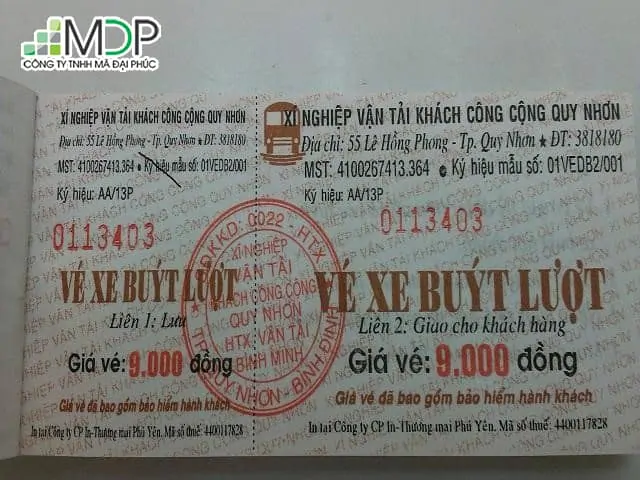 MDP
CÔNG TY TNHH MÃ ĐẠI PHÚC
XÍ NGHIỆP VẬN TẢI KHÁCH CÔNG CỘNG QUY NHƠN
Địa chỉ: 55 Lê Hồng Phong - Tp. Quy Nhơn ★ ĐT: 3818180
MST: 4100267413.364 ● Ký hiệu mẫu số: 01VEDB2/001
Ký hiệu: AA/13P
0113403
VÉ XE BUÝT LƯỢT
Liên 1: Lưu
Giá vé: 9.000 đồng
Giá vé đã bao gồm bảo hiểm hành khách
In tại Công ty CP In-Thương mại Phú Yên. Mã số thuế: 4400117828
XÍ NGHIỆP VẬN TẢI KHÁCH CÔNG CỘNG QUY NHƠN
Địa chỉ: 55 Lê Hồng Phong - Tp. Quy Nhơn ★ ĐT: 3818180
MST: 4100267413.364 ● Ký hiệu mẫu số: 01VEDB2/001
Ký hiệu: AA/13P
0113403
VÉ XE BUÝT LƯỢT
Liên 2: Giao cho khách hàng
Giá vé: 9.000 đồng
Giá vé đã bao gồm bảo hiểm hành khách
In tại Công ty CP In-Thương mại Phú Yên. Mã số thuế: 4400117828
ĐKKD: 0022 - HTX
XÍ NGHIỆP
VẬN TẢI
KHÁCH CÔNG CỘNG
QUY NHƠN
HTX. VẬN TẢI
BÌNH MINH
TP. QUY NHƠN - BÌNH ĐỊNH